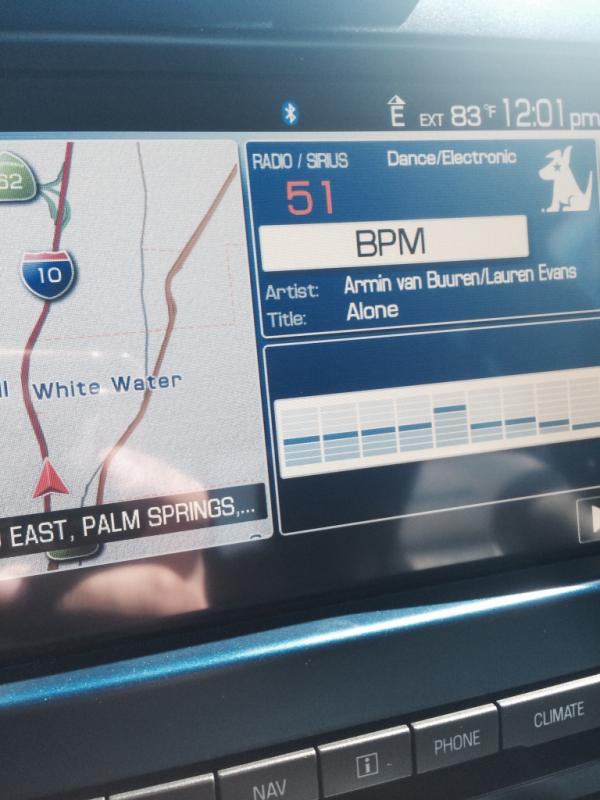 E EXT 83°F 12:01 pm
62
10
White Water
EAST, PALM SPRINGS,...
RADIO / SIRIUS Dance/Electronic
51
BPM
Artist: Armin van Buuren/Lauren Evans
Title: Alone
NAV
i
PHONE
CLIMATE